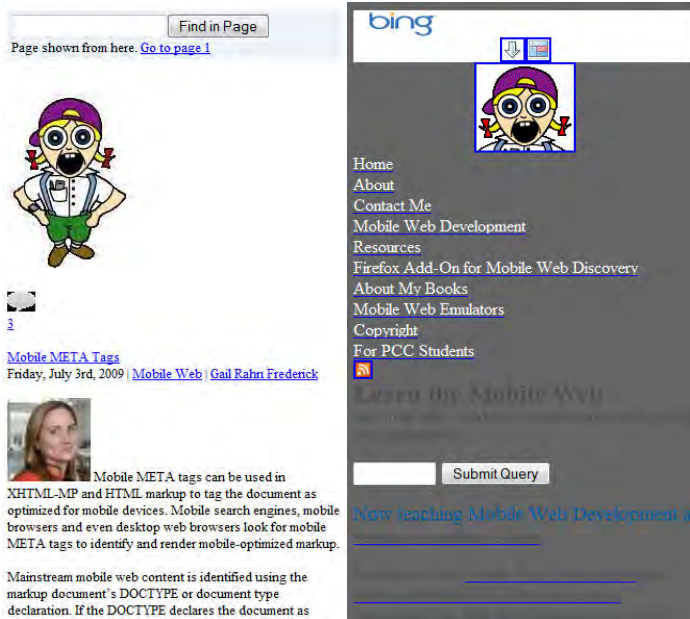 Find in Page
Page shown from here. Go to page 1
3
Mobile META Tags
Friday, July 3rd, 2009 | Mobile Web | Gail Rahn Frederick
Mobile META tags can be used in
XHTML-MP and HTML markup to tag the document as
optimized for mobile devices. Mobile search engines, mobile
browsers and even desktop web browsers look for mobile
META tags to identify and render mobile-optimized markup.
Mainstream mobile web content is identified using the
markup document's DOCTYPE or document type
declaration. If the DOCTYPE declares the document as
bing
Home
About
Contact Me
Mobile Web Development
Resources
Firefox Add-On for Mobile Web Discovery
About My Books
Mobile Web Emulators
Copyright
For PCC Students
Learn the Mobile Web
Submit Query
Now teaching Mobile Web Development